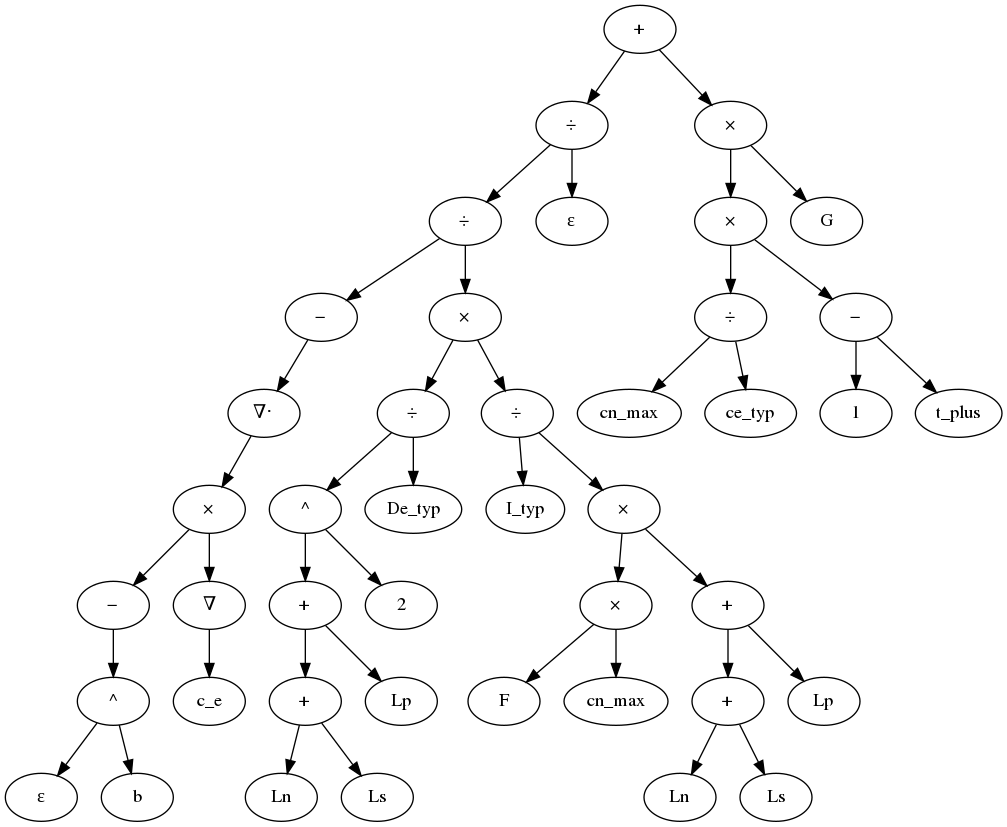 +
÷ ×
÷ ε × G
− × ÷ −
∇· ÷ ÷ cn_max ce_typ 1 t_plus
× ^ De_typ I_typ ×
− ∇ + 2 × +
^ c_e + Lp F cn_max + Lp
ε b Ln Ls Ln Ls